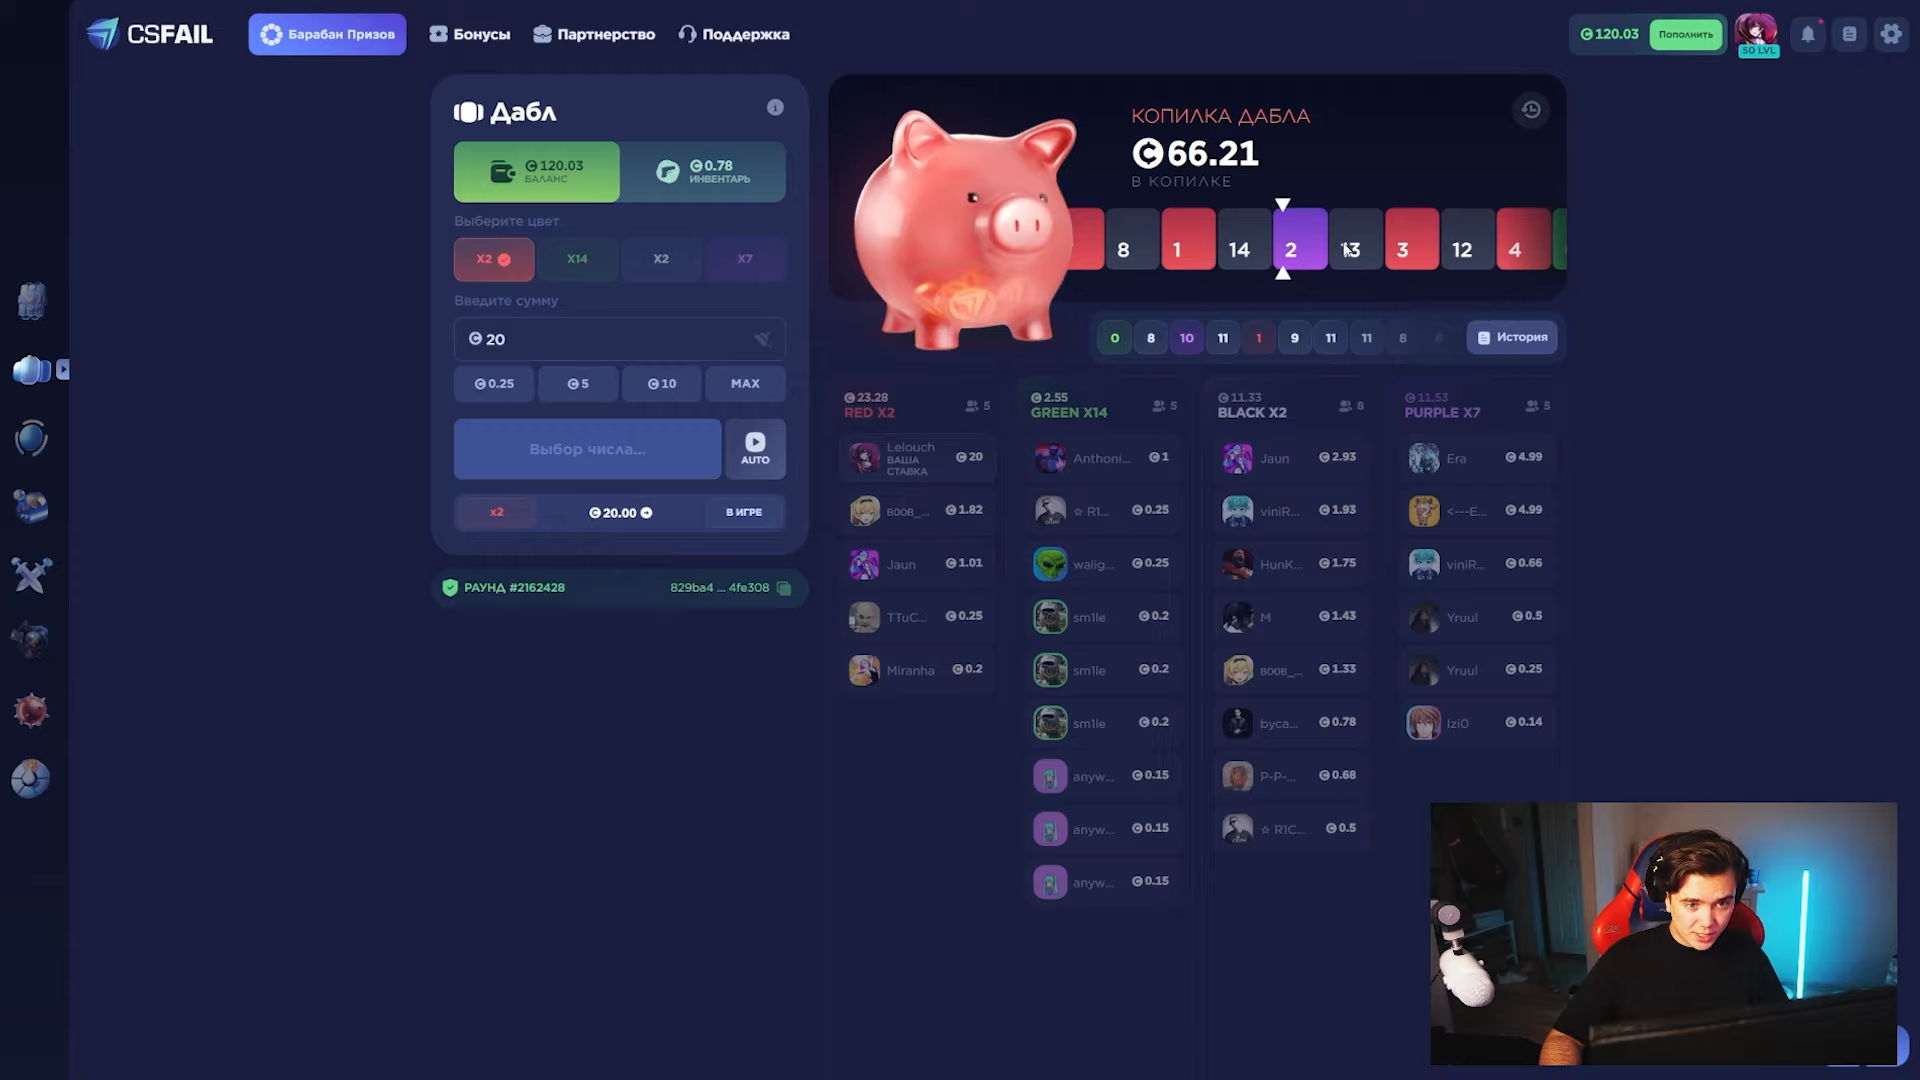 CSFAIL
Барабан Призов
Бонусы
Партнерство
Поддержка
120.03
Пополнить
50 LVL
Дабл
120.03
БАЛАНС
0.78
ИНВЕНТАРЬ
Выберите цвет
X2
X14
X2
X7
Введите сумму
20
0.25
5
10
MAX
Выбор числа...
AUTO
x2
20.00
В ИГРЕ
РАУНД #2162428
829ba4 ... 4fe308
КОПИЛКА ДАБЛА
66.21
В КОПИЛКЕ
8
1
14
2
13
3
12
4
0
8
10
11
1
9
11
11
8
История
23.28
RED X2
5
Lelouch
ВАША
СТАВКА
20
BOOB_...
1.82
Jaun
1.01
TTuC...
0.25
Miranha
0.2
2.55
GREEN X14
5
Anthoni...
1
☆ R1...
0.25
walig...
0.25
sm1le
0.2
sm1le
0.2
sm1le
0.2
anyw...
0.15
anyw...
0.15
anyw...
0.15
11.33
BLACK X2
8
Jaun
2.93
viniR...
1.93
HunK...
1.75
M
1.43
BOOB_...
1.33
byca...
0.78
P-P-...
0.68
☆ R1C...
0.5
11.53
PURPLE X7
5
Era
4.99
<---E...
4.99
viniR...
0.66
Yruul
0.5
Yruul
0.25
IziO
0.14